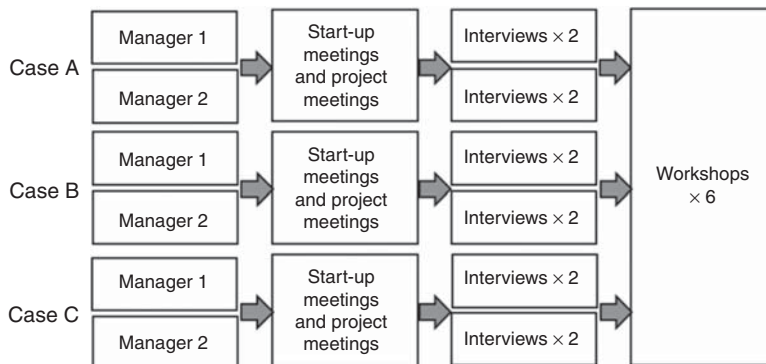 Case A
Manager 1
Manager 2
Start-up
meetings
and project
meetings
Interviews × 2
Interviews × 2
Case B
Manager 1
Manager 2
Start-up
meetings
and project
meetings
Interviews × 2
Interviews × 2
Case C
Manager 1
Manager 2
Start-up
meetings
and project
meetings
Interviews × 2
Interviews × 2
Workshops
× 6